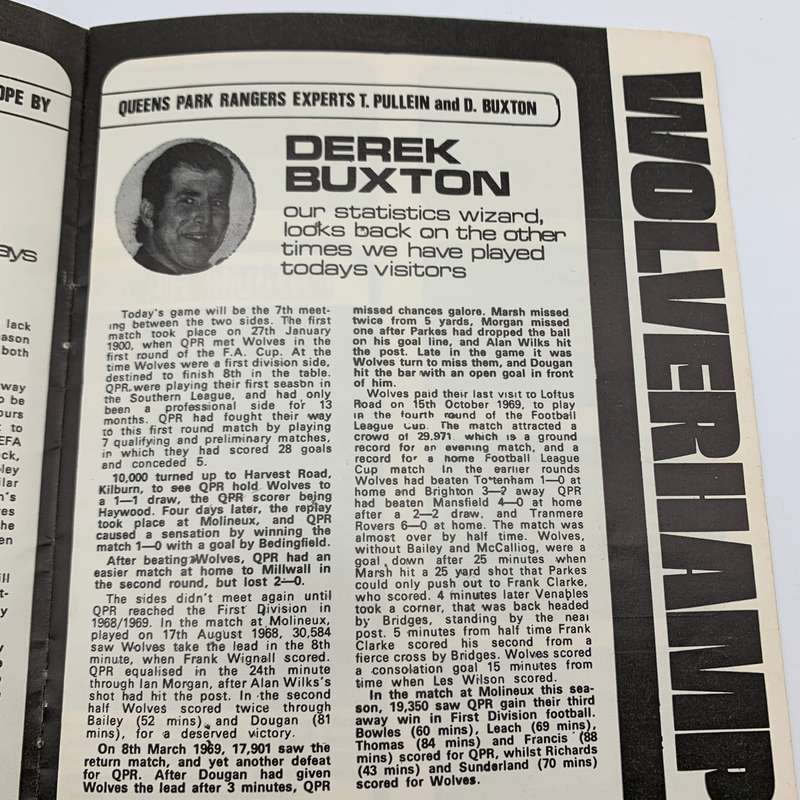 OPE BY
ays
lack
ason
both
way
o be
ours
t to
EFA
ck,
oley
ilar
n's
res
the
en
ill
t-
y
QUEENS PARK RANGERS EXPERTS T. PULLEIN and D. BUXTON
DEREK
BUXTON
our statistics wizard,
looks back on the other
times we have played
todays visitors
Today's game will be the 7th meet-
ing between the two sides. The first
match took place on 27th January
1900, when QPR met Wolves in the
first round of the F.A. Cup. At the
time Wolves were a first division side,
destined to finish 8th in the table.
QPR were playing their first season in
the Southern League, and had only
been a professional side for 13
months. QPR had fought their way
to this first round match by playing
7 qualifying and preliminary matches,
in which they had scored 28 goals
and conceded 5.
10,000 turned up to Harvest Road,
Kilburn, to see QPR hold Wolves to
a 1—1 draw, the QPR scorer being
Haywood. Four days later, the replay
took place at Molineux, and QPR
caused a sensation by winning the
match 1—0 with a goal by Bedingfield.
After beating Wolves, QPR had an
easier match at home to Millwall in
the second round, but lost 2—0.
The sides didn't meet again until
QPR reached the First Division in
1968/1969. In the match at Molineux,
played on 17th August 1968, 30,584
saw Wolves take the lead in the 8th
minute, when Frank Wignall scored.
QPR equalised in the 24th minute
through Ian Morgan, after Alan Wilks's
shot had hit the post. In the second
half Wolves scored twice through
Bailey (52 mins) and Dougan (81
mins), for a deserved victory.
On 8th March 1969, 17,901 saw the
return match, and yet another defeat
for QPR. After Dougan had given
Wolves the lead after 3 minutes, QPR
missed chances galore. Marsh missed
twice from 5 yards, Morgan missed
one after Parkes had dropped the ball
on his goal line, and Alan Wilks hit
the post. Late in the game it was
Wolves turn to miss them, and Dougan
hit the bar with an open goal in front
of him.
Wolves paid their last visit to Loftus
Road on 15th October 1969, to play
in the fourth round of the Football
League Cup. The match attracted a
crowd of 29,971 which is a ground
record for an evening match, and a
record for a home Football League
Cup match In the earlier rounds
Wolves had beaten Tottenham 1—0 at
home and Brighton 3—2 away QPR
had beaten Mansfield 4—0 at home
after a 2—2 draw, and Tranmere
Rovers 6—0 at home. The match was
almost over by half time. Wolves,
without Bailey and McCalliog, were a
goal down after 25 minutes when
Marsh hit a 25 yard shot that Parkes
could only push out to Frank Clarke,
who scored. 4 minutes later Venables
took a corner, that was back headed
by Bridges, standing by the near
post. 5 minutes from half time Frank
Clarke scored his second from a
fierce cross by Bridges. Wolves scored
a consolation goal 15 minutes from
time when Les Wilson scored.
In the match at Molineux this sea-
son, 19,350 saw QPR gain their third
away win in First Division football.
Bowles (60 mins), Leach (69 mins),
Thomas (84 mins) and Francis (88
mins) scored for QPR, whilst Richards
(43 mins) and Sunderland (70 mins)
scored for Wolves.
WOLVERHAMP